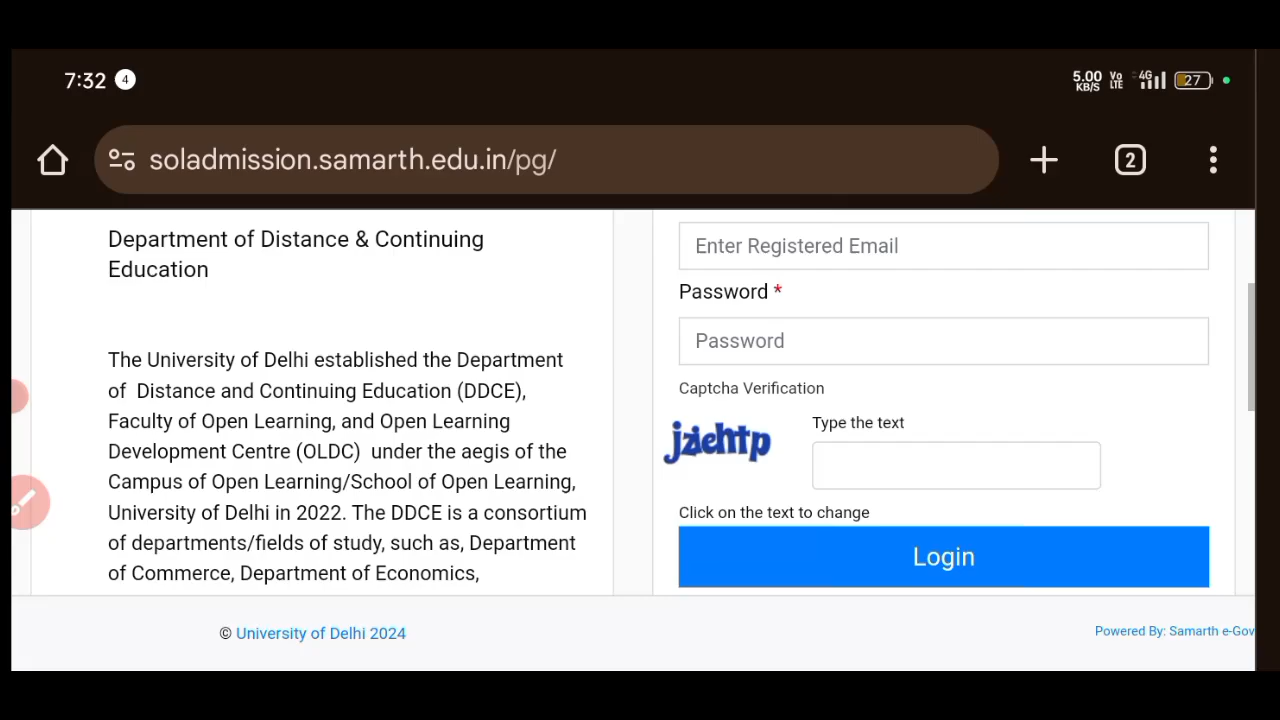 7:32 4
5.00 KB/S Vo LTE 4G 27
soladmission.samarth.edu.in/pg/
2
Department of Distance & Continuing
Education
The University of Delhi established the Department
of Distance and Continuing Education (DDCE),
Faculty of Open Learning, and Open Learning
Development Centre (OLDC) under the aegis of the
Campus of Open Learning/School of Open Learning,
University of Delhi in 2022. The DDCE is a consortium
of departments/fields of study, such as, Department
of Commerce, Department of Economics,
Enter Registered Email
Password *
Password
Captcha Verification
jziehtp
Type the text
Click on the text to change
Login
© University of Delhi 2024
Powered By: Samarth e-Gov